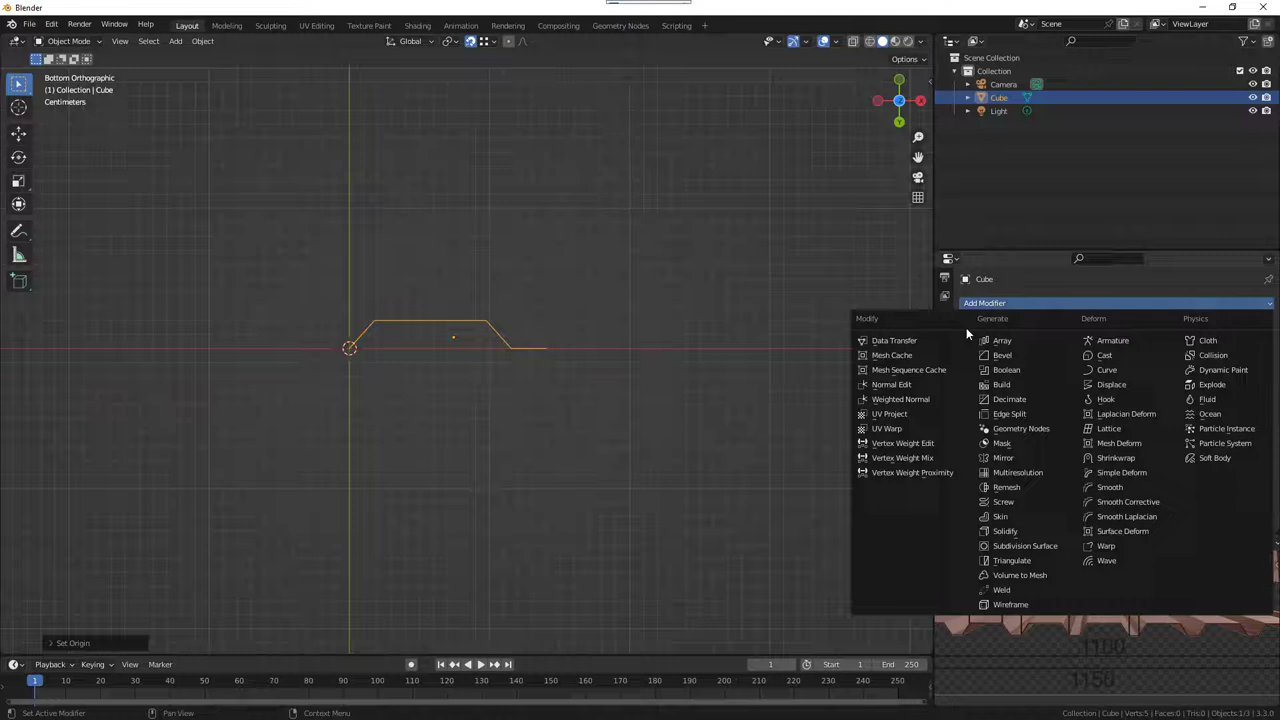 Blender
File Edit Render Window Help Layout Modeling Sculpting UV Editing Texture Paint Shading Animation Rendering Compositing Geometry Nodes Scripting + Scene ViewLayer
Object Mode View Select Add Object Global
Options
Bottom Orthographic
(1) Collection | Cube
Centimeters
Y
Scene Collection
Collection
Camera
Cube
Light
Cube
Add Modifier
Modify Generate Deform Physics
Data Transfer Array Armature Cloth
Mesh Cache Bevel Cast Collision
Mesh Sequence Cache Boolean Curve Dynamic Paint
Normal Edit Build Displace Explode
Weighted Normal Decimate Hook Fluid
UV Project Edge Split Laplacian Deform Ocean
UV Warp Geometry Nodes Lattice Particle Instance
Vertex Weight Edit Mask Mesh Deform Particle System
Vertex Weight Mix Mirror Shrinkwrap Soft Body
Vertex Weight Proximity Multiresolution Simple Deform
Remesh Smooth
Screw Smooth Corrective
Skin Smooth Laplacian
Solidify Surface Deform
Subdivision Surface Warp
Triangulate Wave
Volume to Mesh
Weld
Wireframe
> Set Origin
1100
1150
Playback Keying View Marker 1 Start 1 End 250
1 10 20 30 40 50 60 70 80 90 100 110 120 130 140 150 160 170 180 190 200 210 220 230 240 250
Set Active Modifier Pan View Context Menu Collection | Cube | Verts:5 | Faces:0 | Tris:0 | Objects:1/3 | 3.3.0